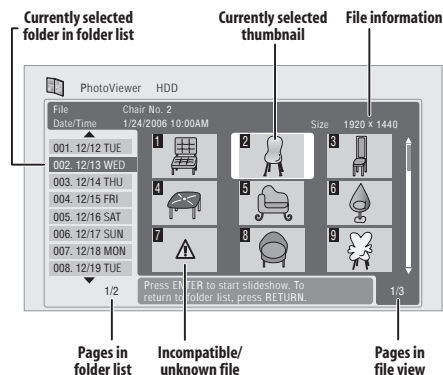 Currently selected
folder in folder list
Currently selected
thumbnail
File information
PhotoViewer HDD
File Chair No. 2
Date/Time 1/24/2006 10:00AM Size 1920 x 1440
001. 12/12 TUE
002. 12/13 WED
003. 12/14 THU
004. 12/15 FRI
005. 12/16 SAT
006. 12/17 SUN
007. 12/18 MON
008. 12/19 TUE
1/2
1 2 3
4 5 6
7 8 9
Press ENTER to start slideshow. To
return to folder list, press RETURN.
1/3
Pages in
folder list
Incompatible/
unknown file
Pages in
file view